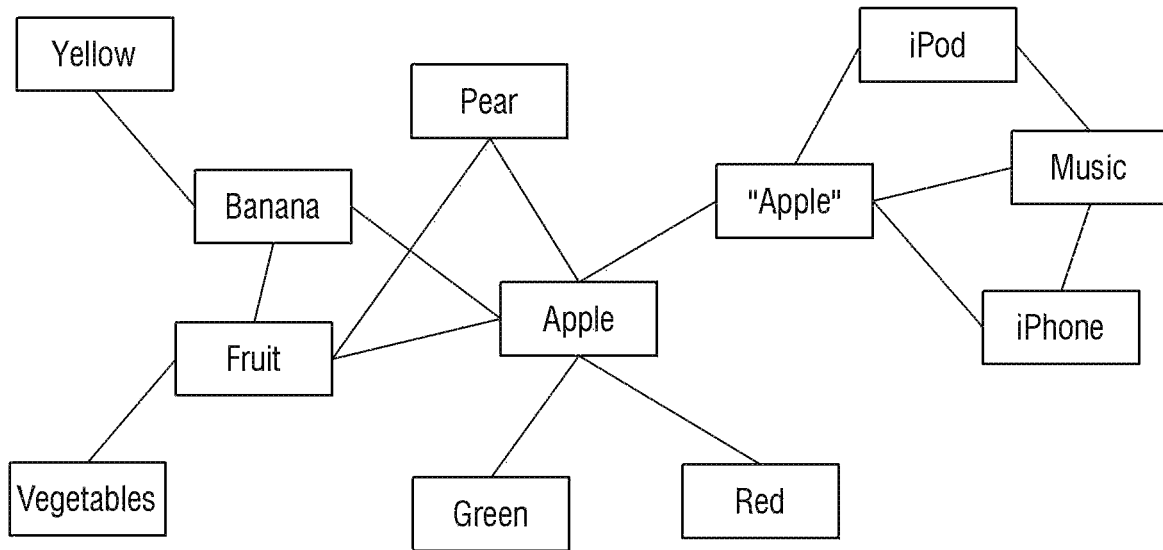 Yellow
iPod
Pear
Music
"Apple"
Banana
Apple
iPhone
Fruit
Vegetables
Green
Red